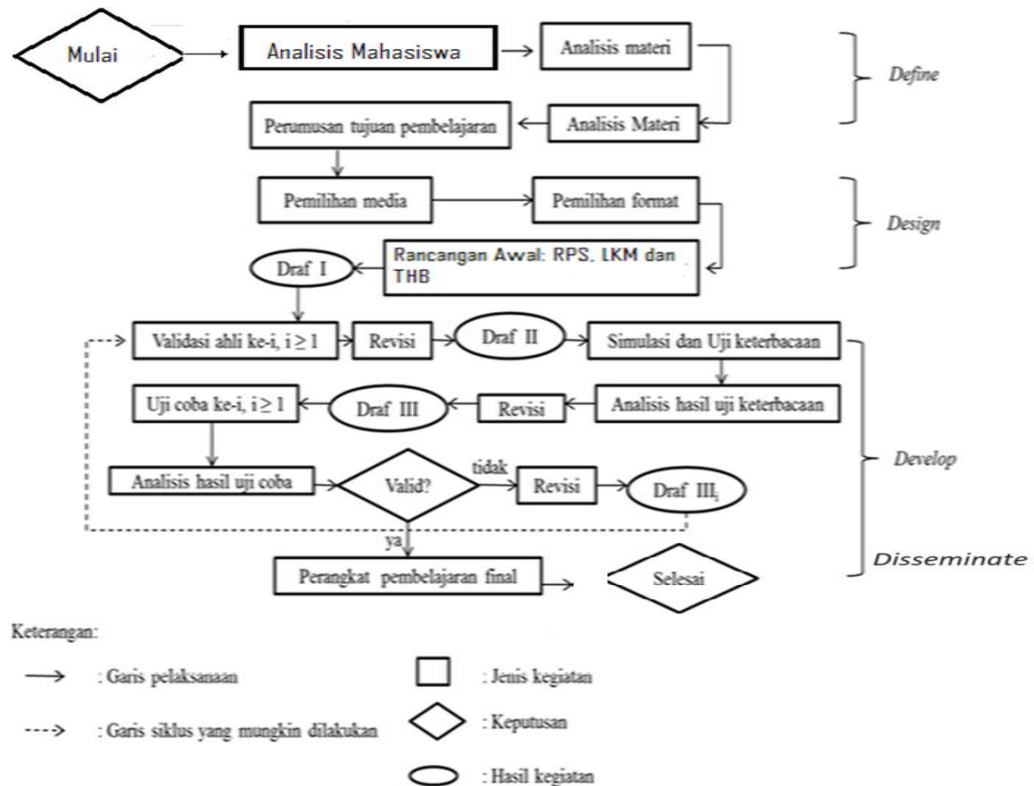 Mulai
Analisis Mahasiswa
Analisis materi
Define
Perumusan tujuan pembelajaran
Analisis Materi
Pemilihan media
Pemilihan format
Design
Draf I
Rancangan Awal: RPS, LKM dan
THB
Validasi ahli ke-i, i ≥ 1
Revisi
Draf II
Simulasi dan Uji keterbacaan
Uji coba ke-i, i ≥ 1
Draf III
Revisi
Analisis hasil uji keterbacaan
Develop
Analisis hasil uji coba
Valid?
tidak
Revisi
Draf IIIi
ya
Disseminate
Perangkat pembelajaran final
Selesai
Keterangan:
: Garis pelaksanaan
: Jenis kegiatan
: Garis siklus yang mungkin dilakukan
: Keputusan
: Hasil kegiatan